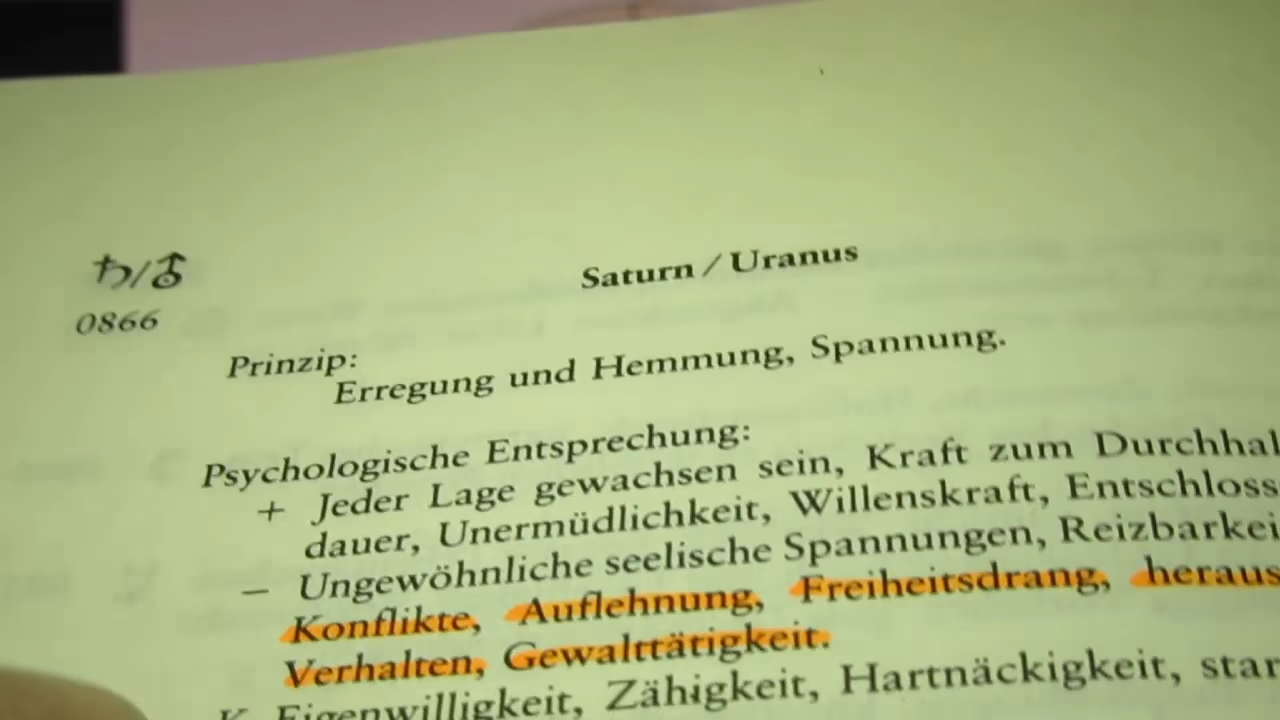 ♄/⛢
Saturn / Uranus
0866
Prinzip:
Erregung und Hemmung, Spannung.
Psychologische Entsprechung:
+ Jeder Lage gewachsen sein, Kraft zum Durchhal
dauer, Unermüdlichkeit, Willenskraft, Entschloss
– Ungewöhnliche seelische Spannungen, Reizbarkei
Konflikte, Auflehnung, Freiheitsdrang, heraus
Verhalten, Gewalttätigkeit.
K Eigenwilligkeit, Zähigkeit, Hartnäckigkeit, star